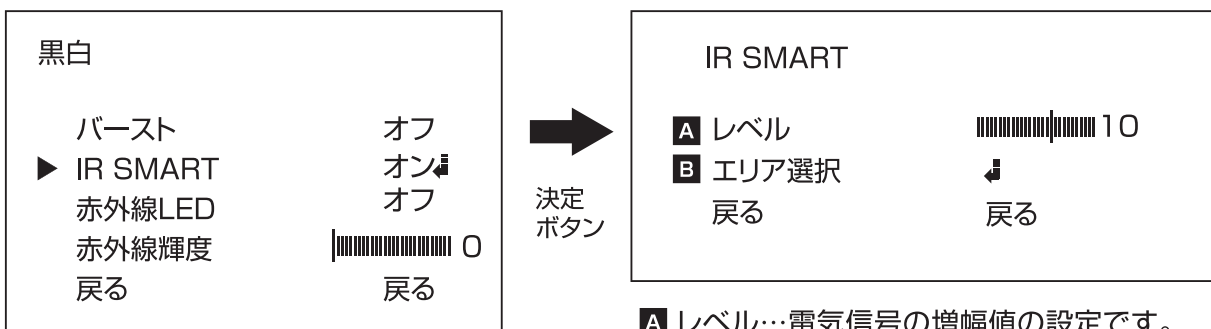 黒白
バースト オフ
▶ IR SMART オン
赤外線LED オフ
赤外線輝度 0
戻る 戻る
決定
ボタン
IR SMART
A レベル 10
B エリア選択
戻る 戻る
A レベル…電気信号の増幅値の設定です。